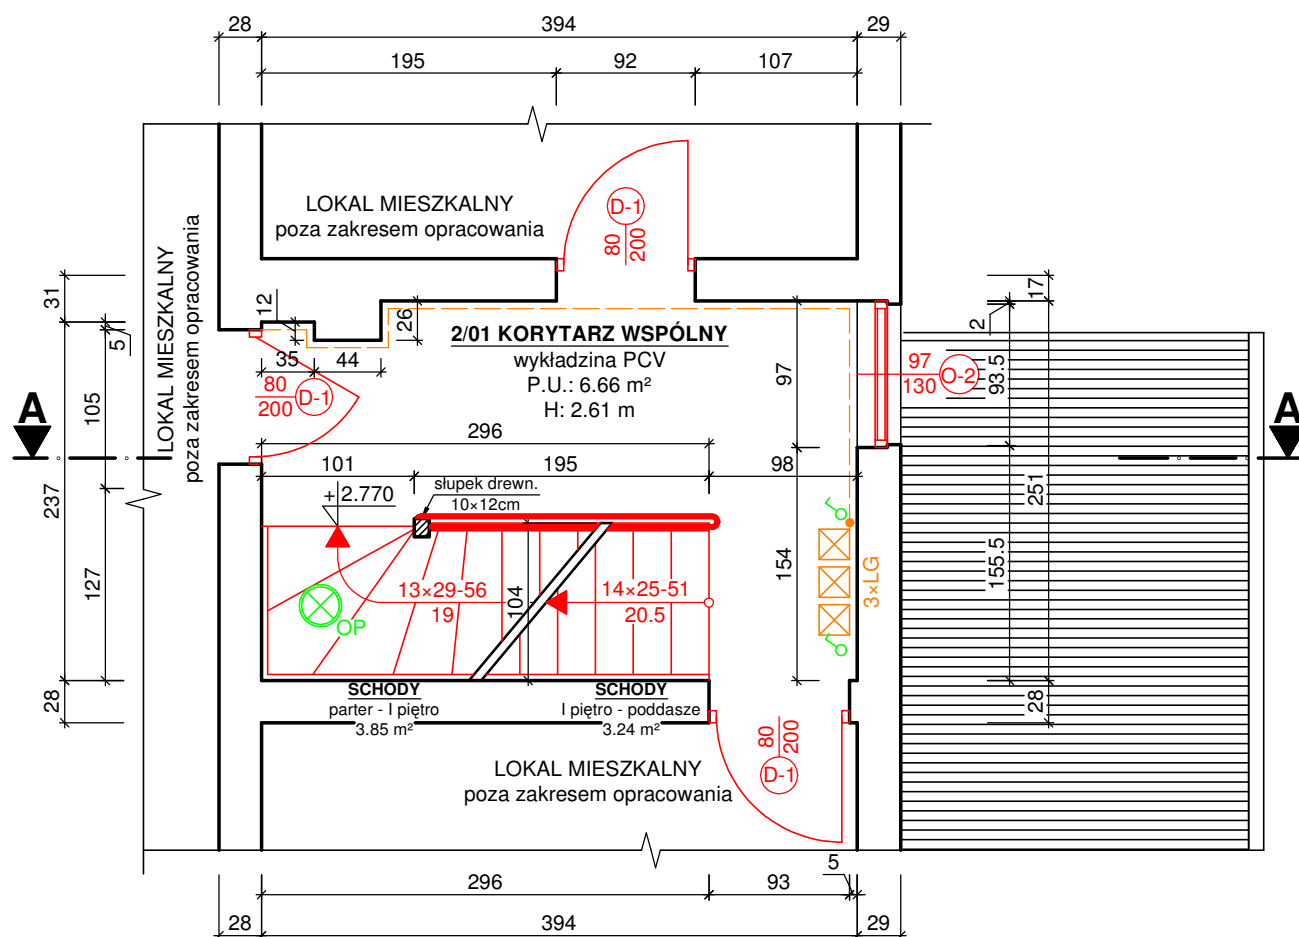 28
394
29
195
92
107
LOKAL MIESZKALNY
poza zakresem opracowania
D-1
80
200
LOKAL MIESZKALNY
poza zakresem opracowania
31
5
105
237
127
28
12
26
35
44
80
200
D-1
2/01 KORYTARZ WSPÓLNY
wykładzina PCV
P.U.: 6.66 m²
H: 2.61 m
97
97
130
O-2
17
2
93.5
251
155.5
28
A
A
296
101
195
98
+2.770
słupek drewn.
10×12cm
13×29-56
19
104
14×25-51
20.5
154
3×LG
OP
SCHODY
parter - I piętro
3.85 m²
SCHODY
I piętro - poddasze
3.24 m²
80
200
D-1
LOKAL MIESZKALNY
poza zakresem opracowania
296
93
5
28
394
29